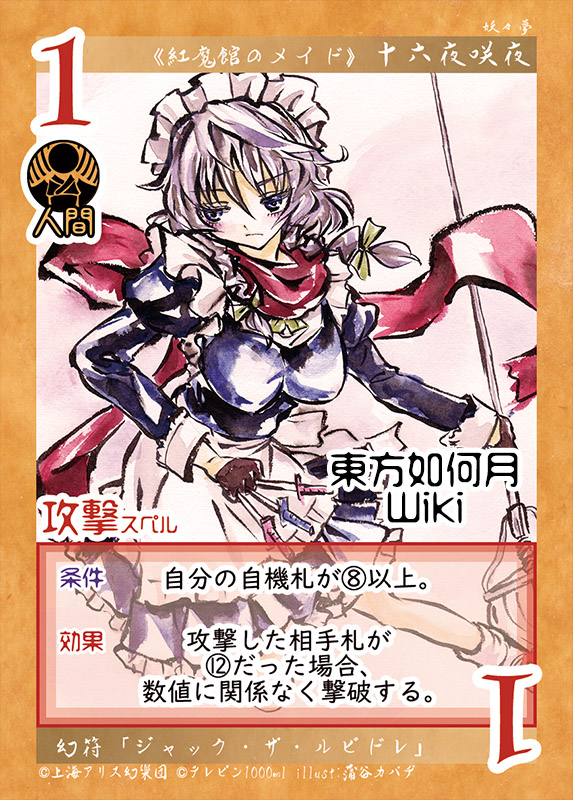 妖々夢
1
《紅魔館のメイド》 十六夜咲夜
人間
東方如何月
Wiki
攻撃スペル
条件 自分の自機札が⑧以上。
効果 攻撃した相手札が
⑫だった場合、
数値に関係なく撃破する。
1
幻符「ジャック・ザ・ルビドレ」
©上海アリス幻樂団 ©テレピン1000ml illust:蒲谷カバヂ